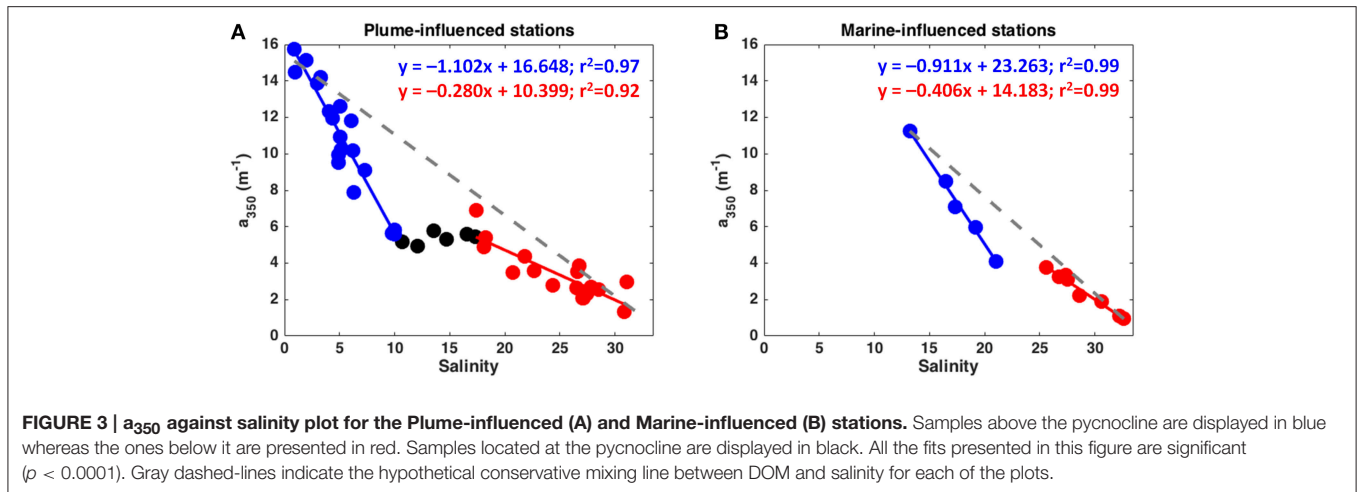 A Plume-influenced stations
y = –1.102x + 16.648; r²=0.97
y = –0.280x + 10.399; r²=0.92
a350 (m⁻¹)
16
14
12
10
8
6
4
2
0
0 5 10 15 20 25 30
Salinity
B Marine-influenced stations
y = –0.911x + 23.263; r²=0.99
y = –0.406x + 14.183; r²=0.99
a350 (m⁻¹)
16
14
12
10
8
6
4
2
0
0 5 10 15 20 25 30
Salinity
FIGURE 3 | a350 against salinity plot for the Plume-influenced (A) and Marine-influenced (B) stations. Samples above the pycnocline are displayed in blue
whereas the ones below it are presented in red. Samples located at the pycnocline are displayed in black. All the fits presented in this figure are significant
(p < 0.0001). Gray dashed-lines indicate the hypothetical conservative mixing line between DOM and salinity for each of the plots.